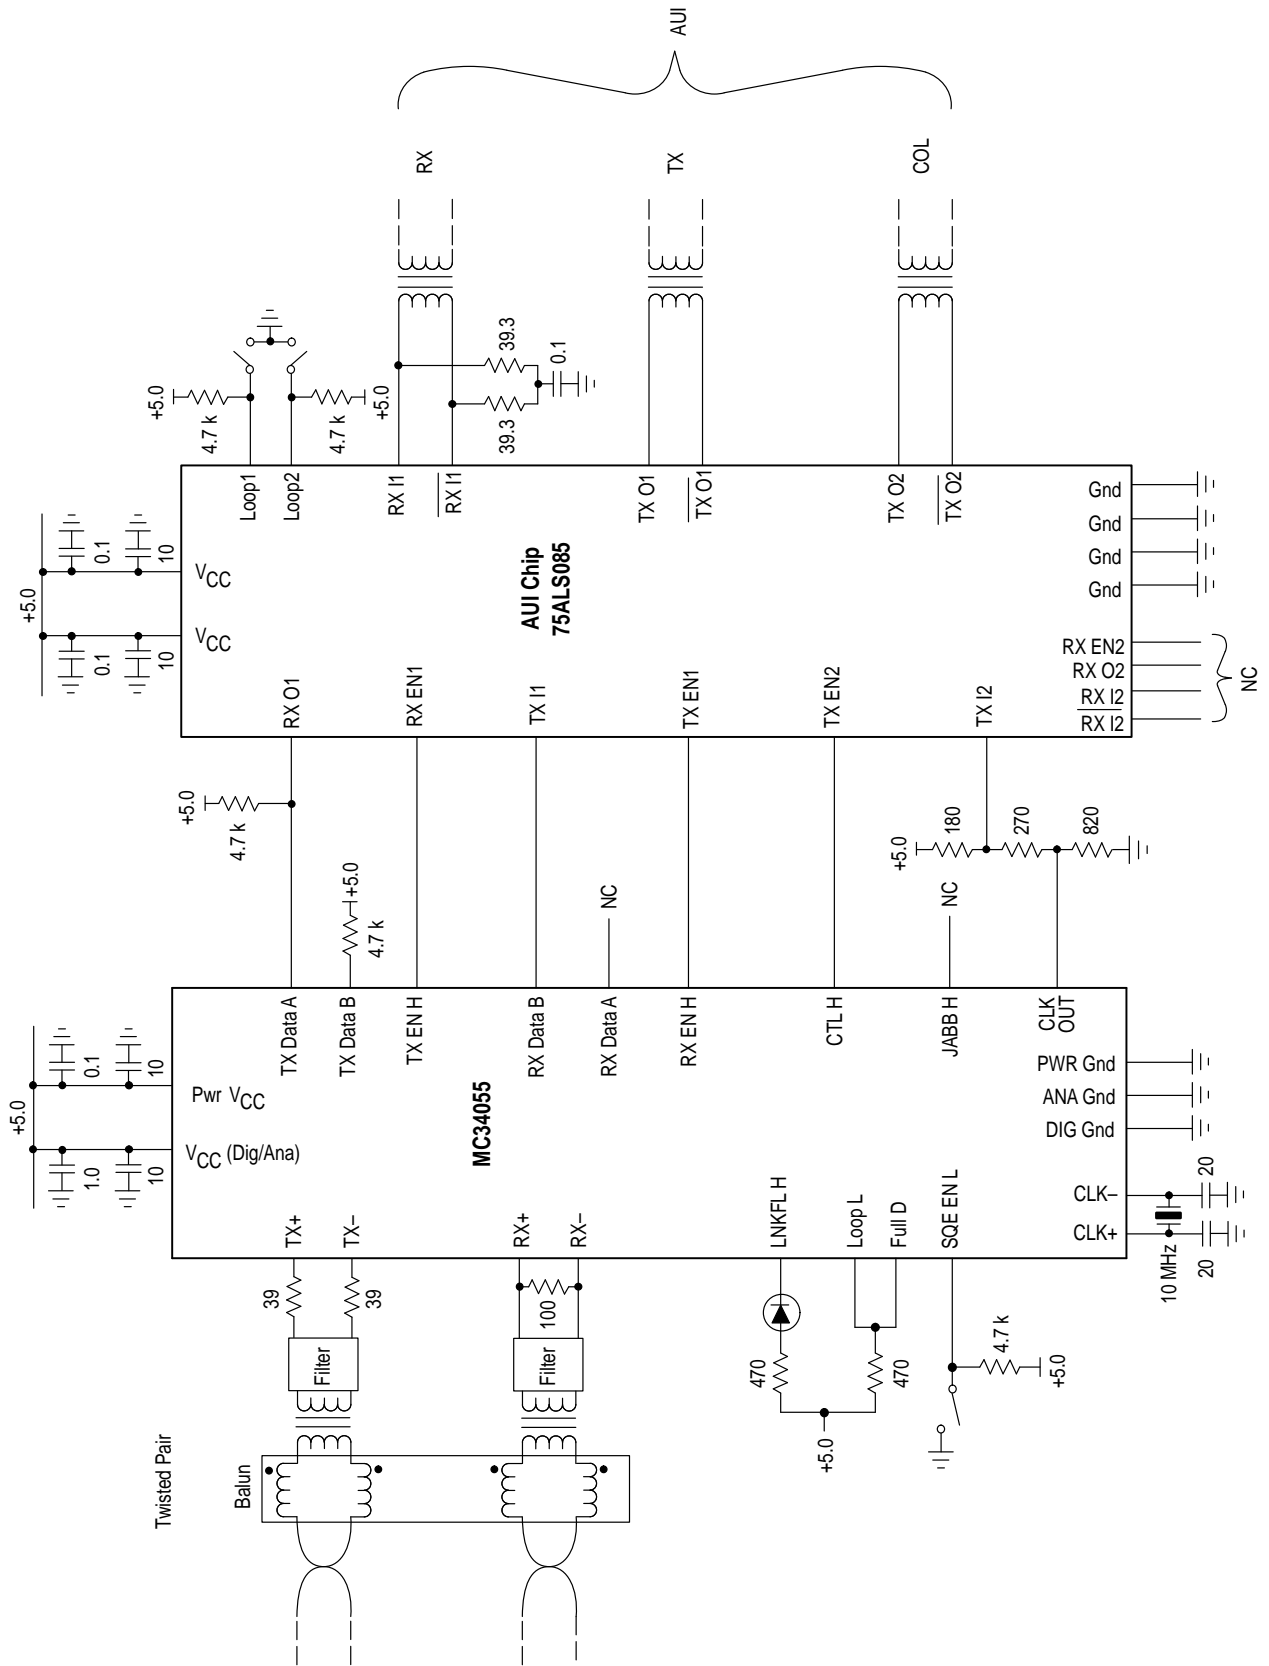 Twisted Pair
Balun
Filter
Filter
39
39
100
+5.0
1.0
10
0.1
10
VCC (Dig/Ana)
Pwr VCC
TX+
TX–
RX+
RX–
MC34055
LNKFL H
Loop L
Full D
SQE EN L
470
470
+5.0
4.7 k
+5.0
CLK+
CLK–
10 MHz
20
20
DIG Gnd
ANA Gnd
PWR Gnd
TX Data A
TX Data B
TX EN H
RX Data B
RX Data A
RX EN H
CTL H
JABB H
CLK
OUT
+5.0
4.7 k
4.7 k
+5.0
NC
NC
+5.0
180
270
820
+5.0
0.1
10
0.1
10
VCC
VCC
RX O1
RX EN1
TX I1
TX EN1
TX EN2
TX I2
AUI Chip
75ALS085
RX I2
RX I2
RX O2
RX EN2
NC
Gnd
Gnd
Gnd
Gnd
Loop1
Loop2
RX I1
RX I1
TX O1
TX O1
TX O2
TX O2
+5.0
4.7 k
4.7 k
+5.0
39.3
39.3
0.1
RX
TX
COL
AUI